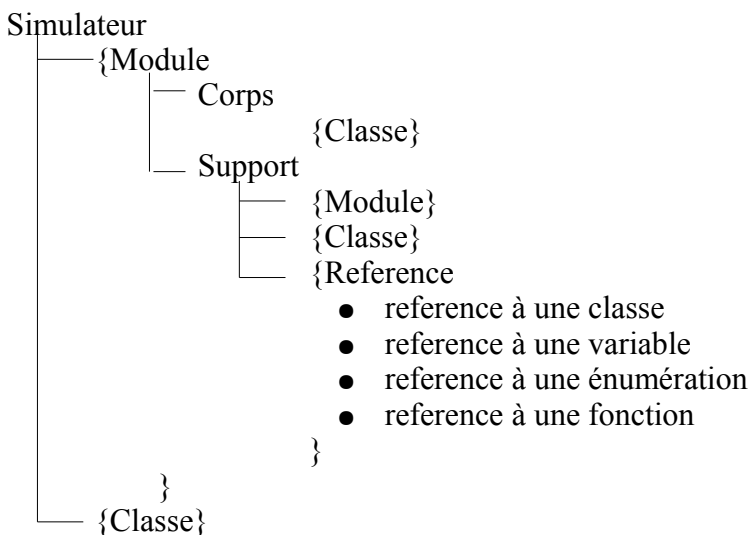 Simulateur
{Module
Corps
{Classe}
Support
{Module}
{Classe}
{Reference
● reference à une classe
● reference à une variable
● reference à une énumération
● reference à une fonction
}
}
{Classe}